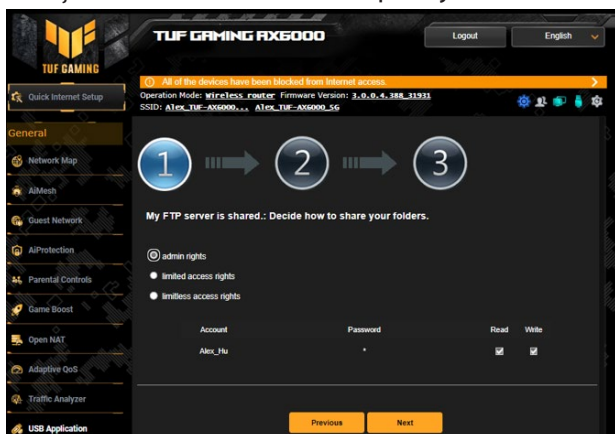 TUF GAMING AX6000
Logout
English
TUF GAMING
All of the devices have been blocked from Internet access.
Quick Internet Setup
Operation Mode: Wireless router Firmware Version: 3.0.0.4.388_31931
SSID: Alex_TUF-AX6000... Alex_TUF-AX6000_5G
General
Network Map
AiMesh
Guest Network
AiProtection
Parental Controls
Game Boost
Open NAT
Adaptive QoS
Traffic Analyzer
USB Application
1 2 3
My FTP server is shared.: Decide how to share your folders.
admin rights
limited access rights
limitless access rights
Account Password Read Write
Alex_Hu *
Previous Next